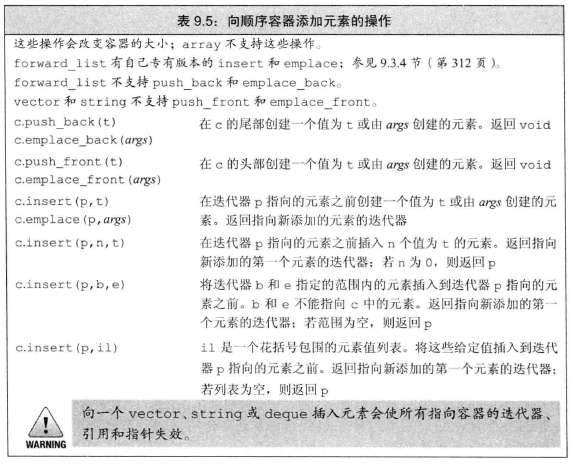 表 9.5：向顺序容器添加元素的操作
这些操作会改变容器的大小；array 不支持这些操作。
forward_list 有自己专有版本的 insert 和 emplace；参见 9.3.4 节（第 312 页）。
forward_list 不支持 push_back 和 emplace_back。
vector 和 string 不支持 push_front 和 emplace_front。
c.push_back(t) 在 c 的尾部创建一个值为 t 或由 args 创建的元素。返回 void
c.emplace_back(args)
c.push_front(t) 在 c 的头部创建一个值为 t 或由 args 创建的元素。返回 void
c.emplace_front(args)
c.insert(p,t) 在迭代器 p 指向的元素之前创建一个值为 t 或由 args 创建的元
c.emplace(p,args) 素。返回指向新添加的元素的迭代器
c.insert(p,n,t) 在迭代器 p 指向的元素之前插入 n 个值为 t 的元素。返回指向
新添加的第一个元素的迭代器；若 n 为 0，则返回 p
c.insert(p,b,e) 将迭代器 b 和 e 指定的范围内的元素插入到迭代器 p 指向的元
素之前。b 和 e 不能指向 c 中的元素。返回指向新添加的第一
个元素的迭代器；若范围为空，则返回 p
c.insert(p,il) il 是一个花括号包围的元素值列表。将这些给定值插入到迭代
器 p 指向的元素之前。返回指向新添加的第一个元素的迭代器；
若列表为空，则返回 p
向一个 vector、string 或 deque 插入元素会使所有指向容器的迭代器、
引用和指针失效。
WARNING